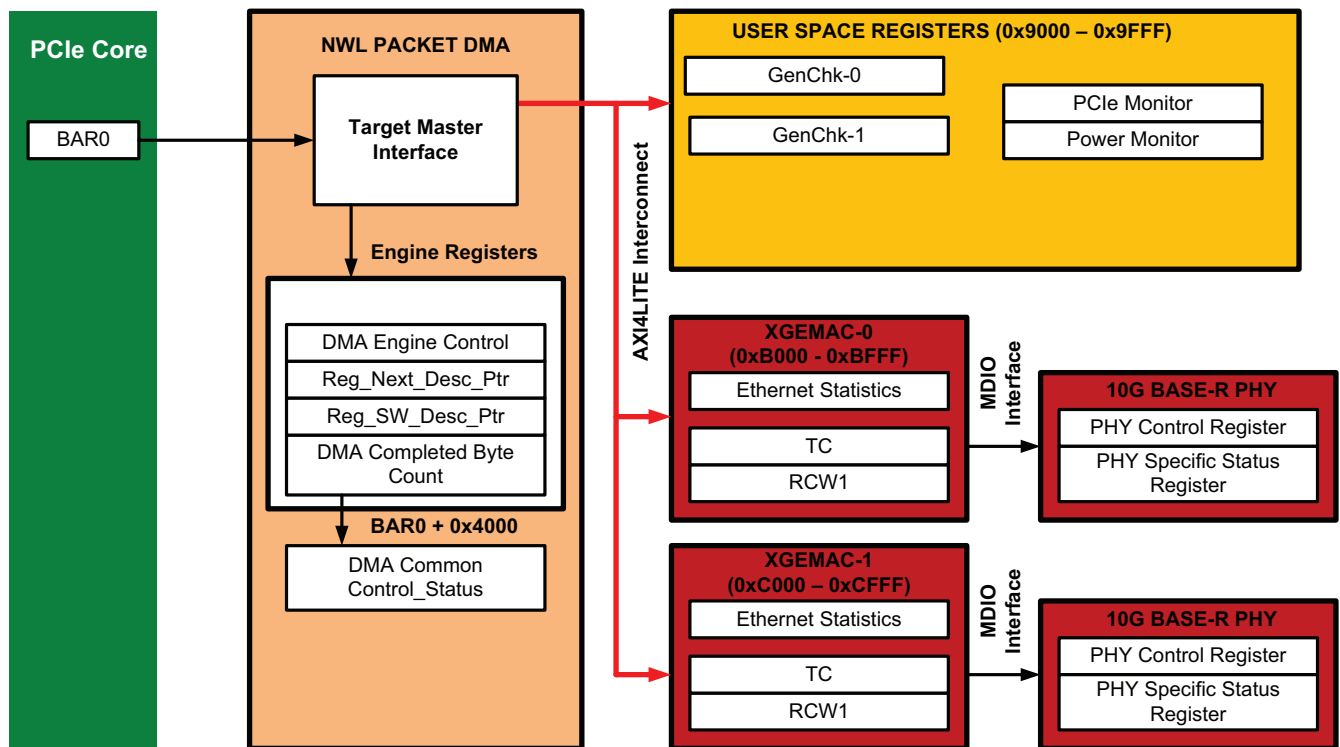 PCIe Core
BAR0
NWL PACKET DMA
Target Master
Interface
Engine Registers
DMA Engine Control
Reg_Next_Desc_Ptr
Reg_SW_Desc_Ptr
DMA Completed Byte
Count
BAR0 + 0x4000
DMA Common
Control_Status
AXI4LITE Interconnect
USER SPACE REGISTERS (0x9000 – 0x9FFF)
GenChk-0
GenChk-1
PCIe Monitor
Power Monitor
XGEMAC-0
(0xB000 - 0xBFFF)
Ethernet Statistics
TC
RCW1
MDIO
Interface
10G BASE-R PHY
PHY Control Register
PHY Specific Status
Register
XGEMAC-1
(0xC000 – 0xCFFF)
Ethernet Statistics
TC
RCW1
MDIO
Interface
10G BASE-R PHY
PHY Control Register
PHY Specific Status
Register